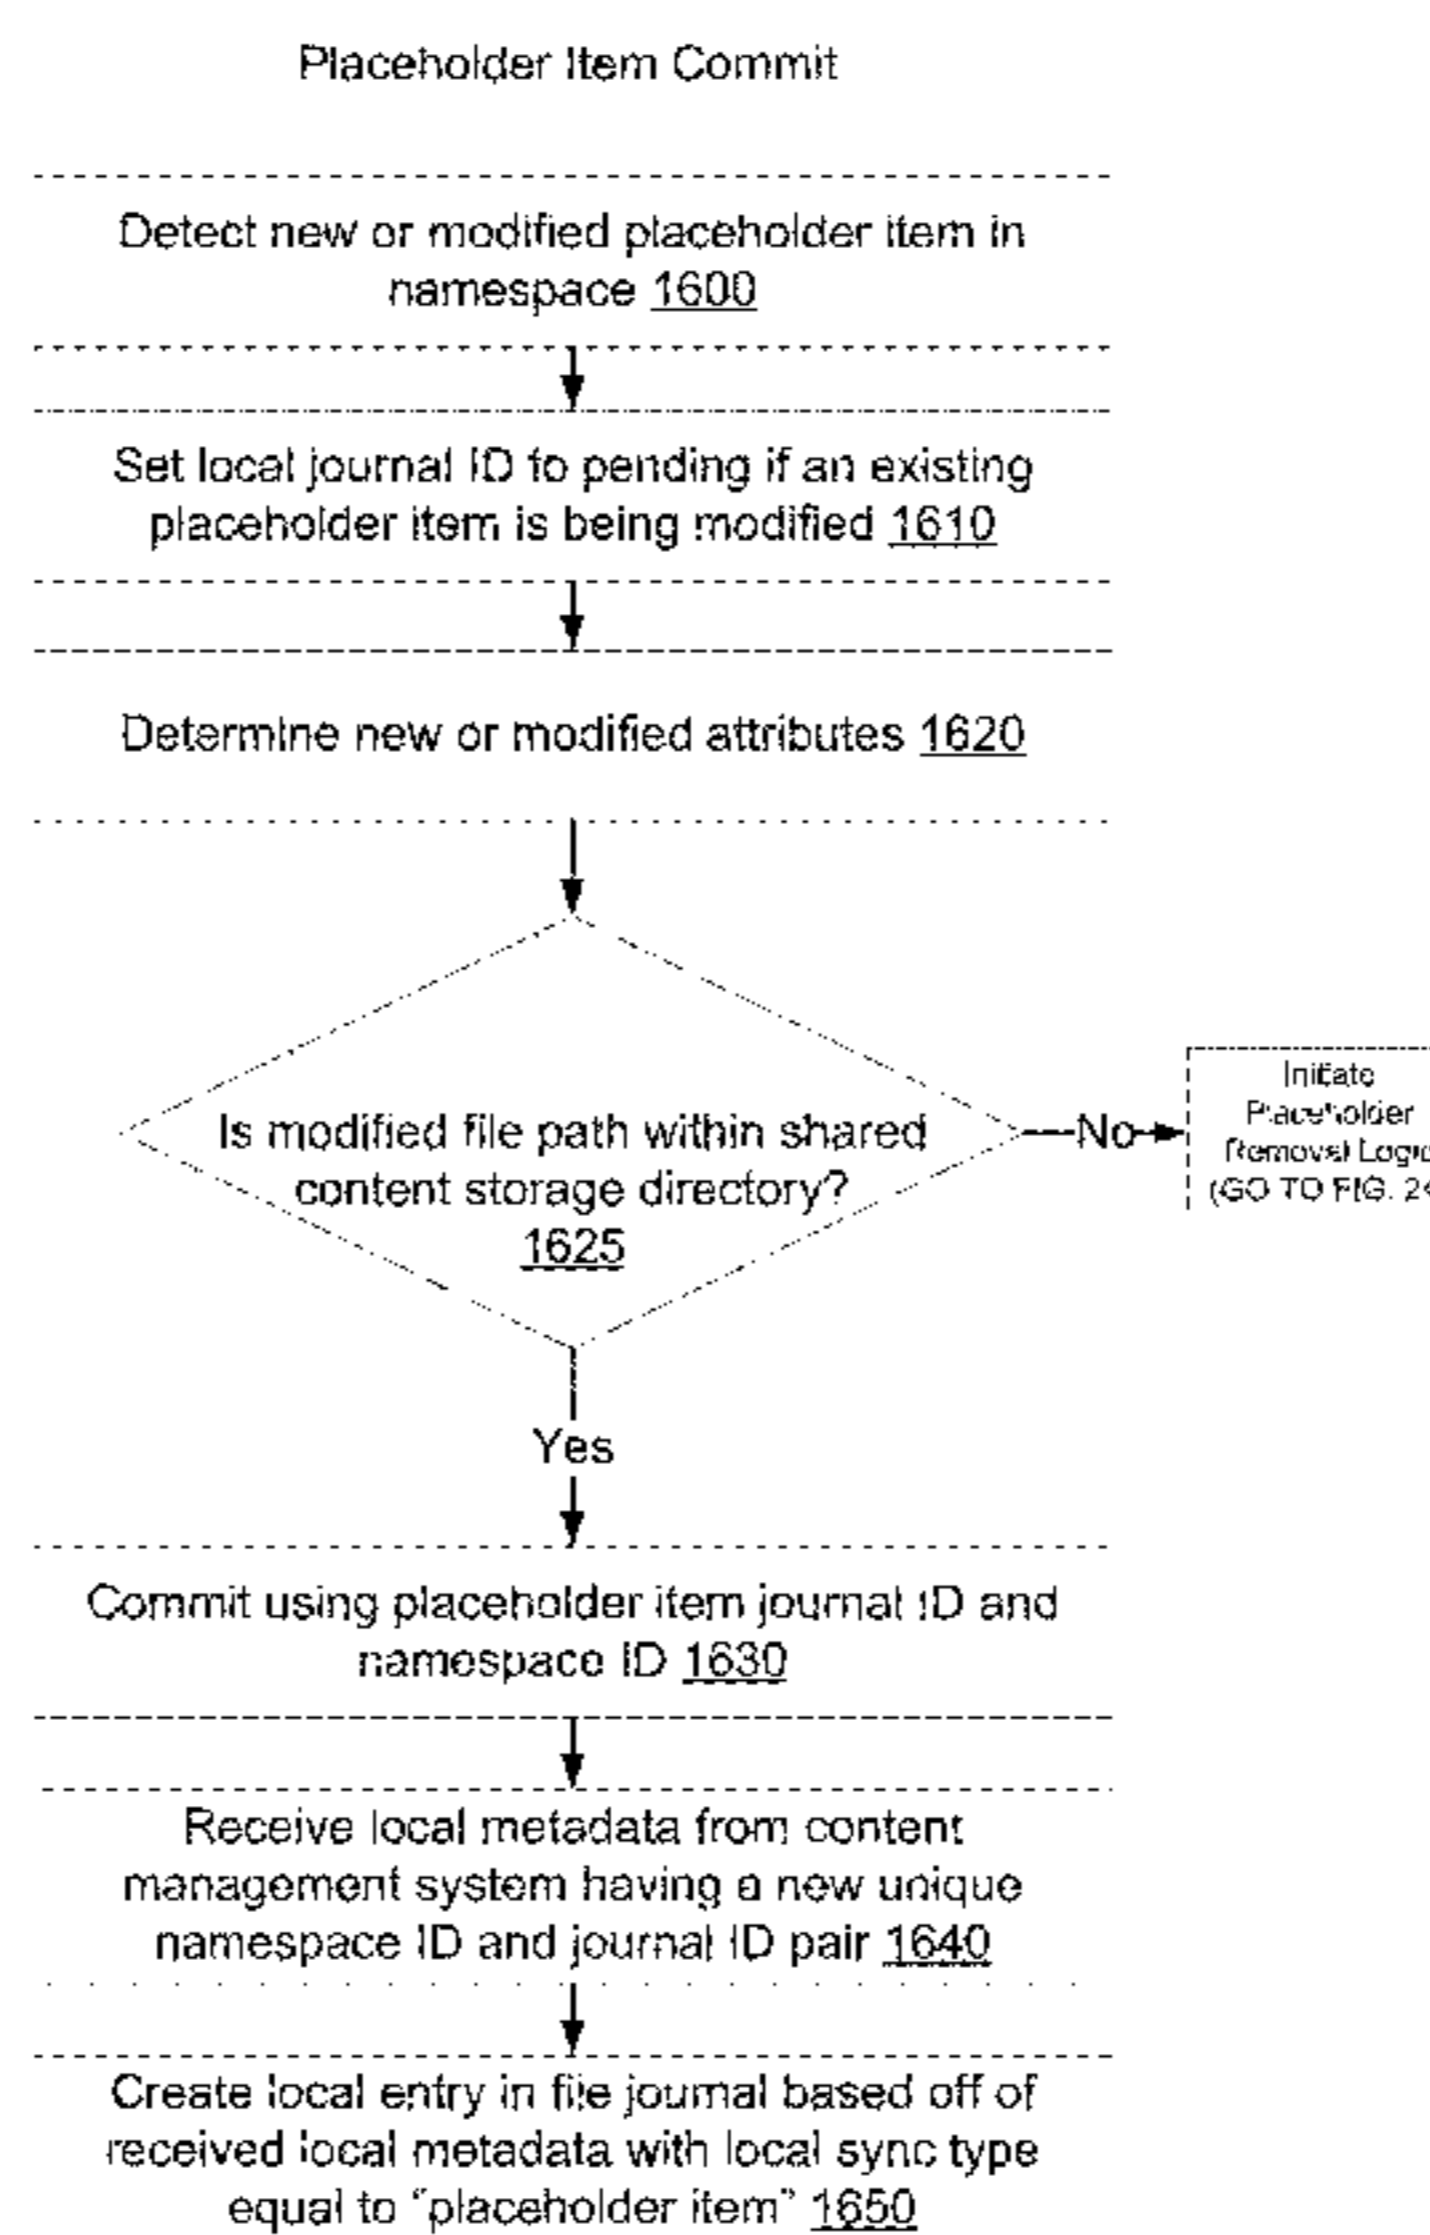 Placeholder Item Commit
Detect new or modified placeholder item in
namespace 1600
Set local journal ID to pending if an existing
placeholder item is being modified 1610
Determine new or modified attributes 1620
Is modified file path within shared
content storage directory?
1625
No
Initiate
Placeholder
Removal Logic
(GO TO FIG.
Yes
Commit using placeholder item journal ID and
namespace ID 1630
Receive local metadata from content
management system having a new unique
namespace ID and journal ID pair 1640
Create local entry in file journal based off of
received local metadata with local sync type
equal to "placeholder item" 1650